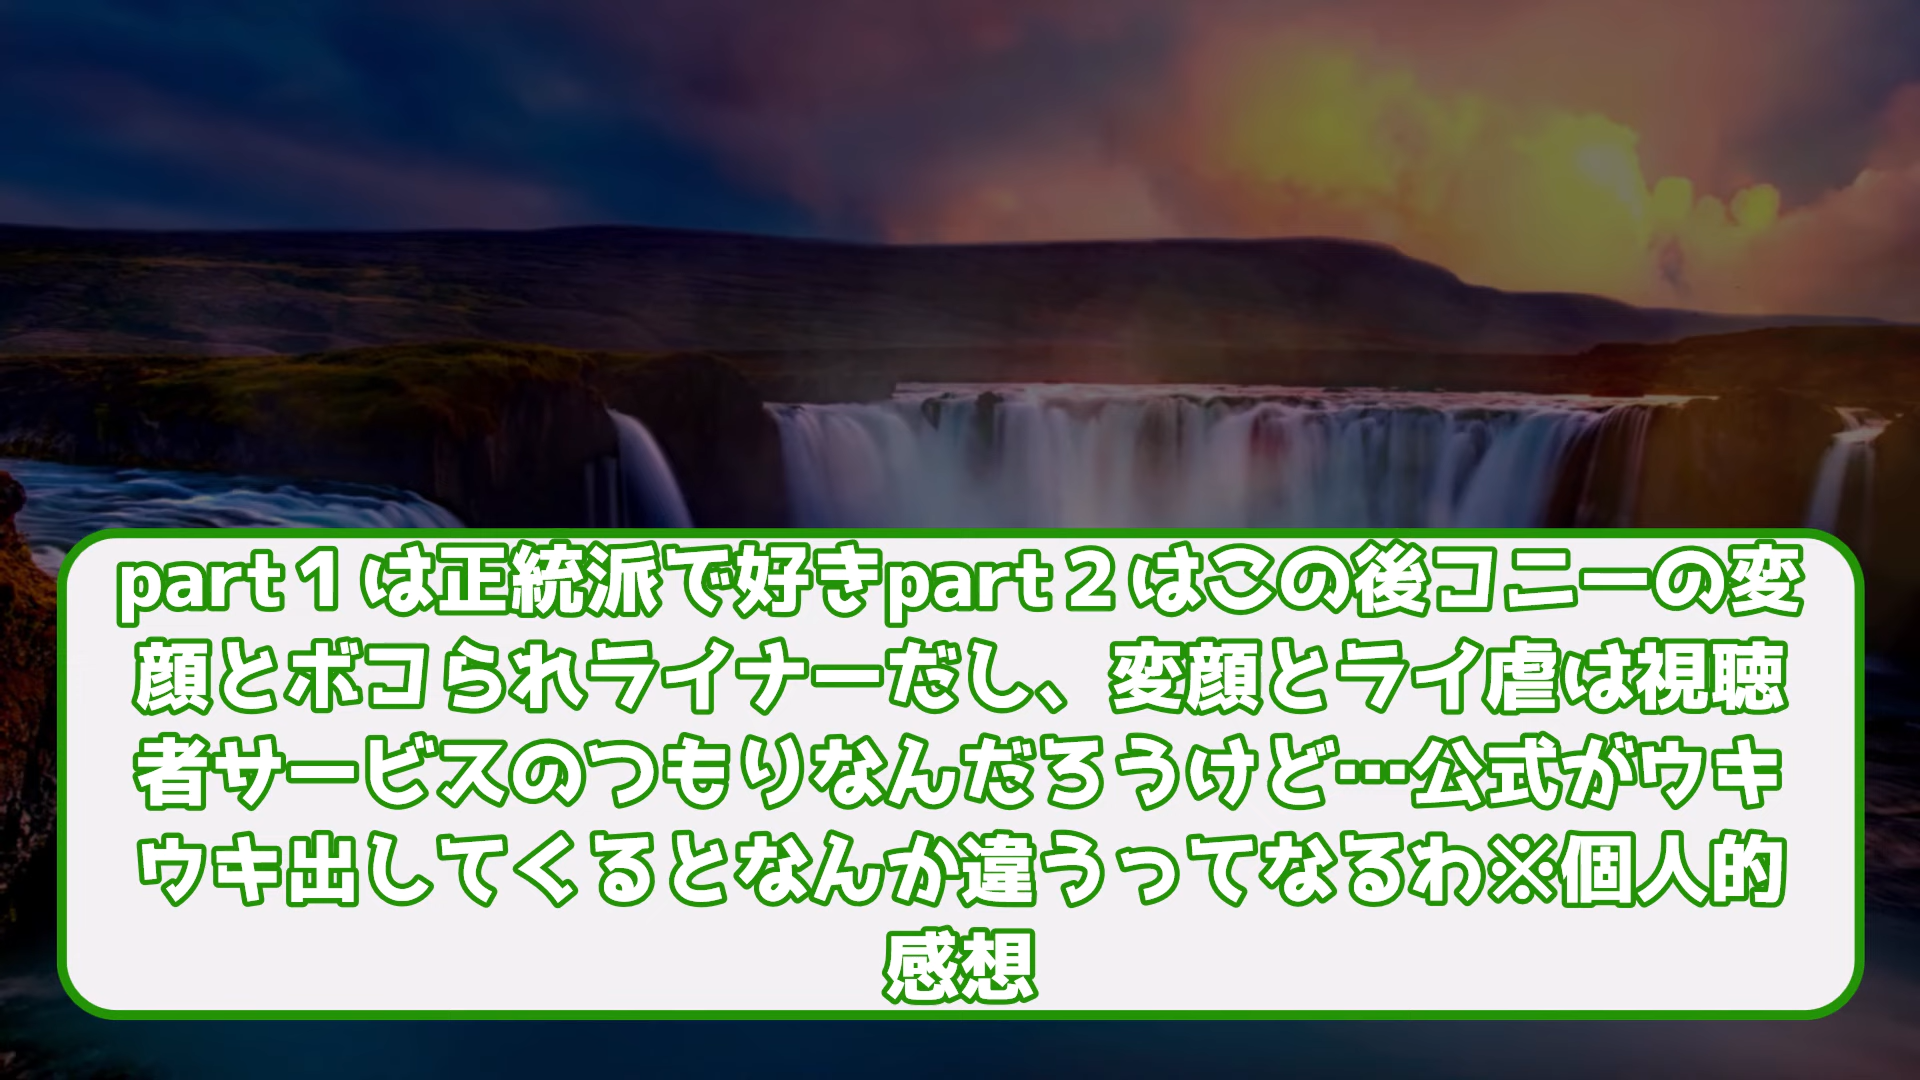 part１は正統派で好きpart２はこの後コニーの変
顔とボコられライナーだし、変顔とライ虐は視聴
者サービスのつもりなんだろうけど…公式がウキ
ウキ出してくるとなんか違うってなるわ※個人的
感想